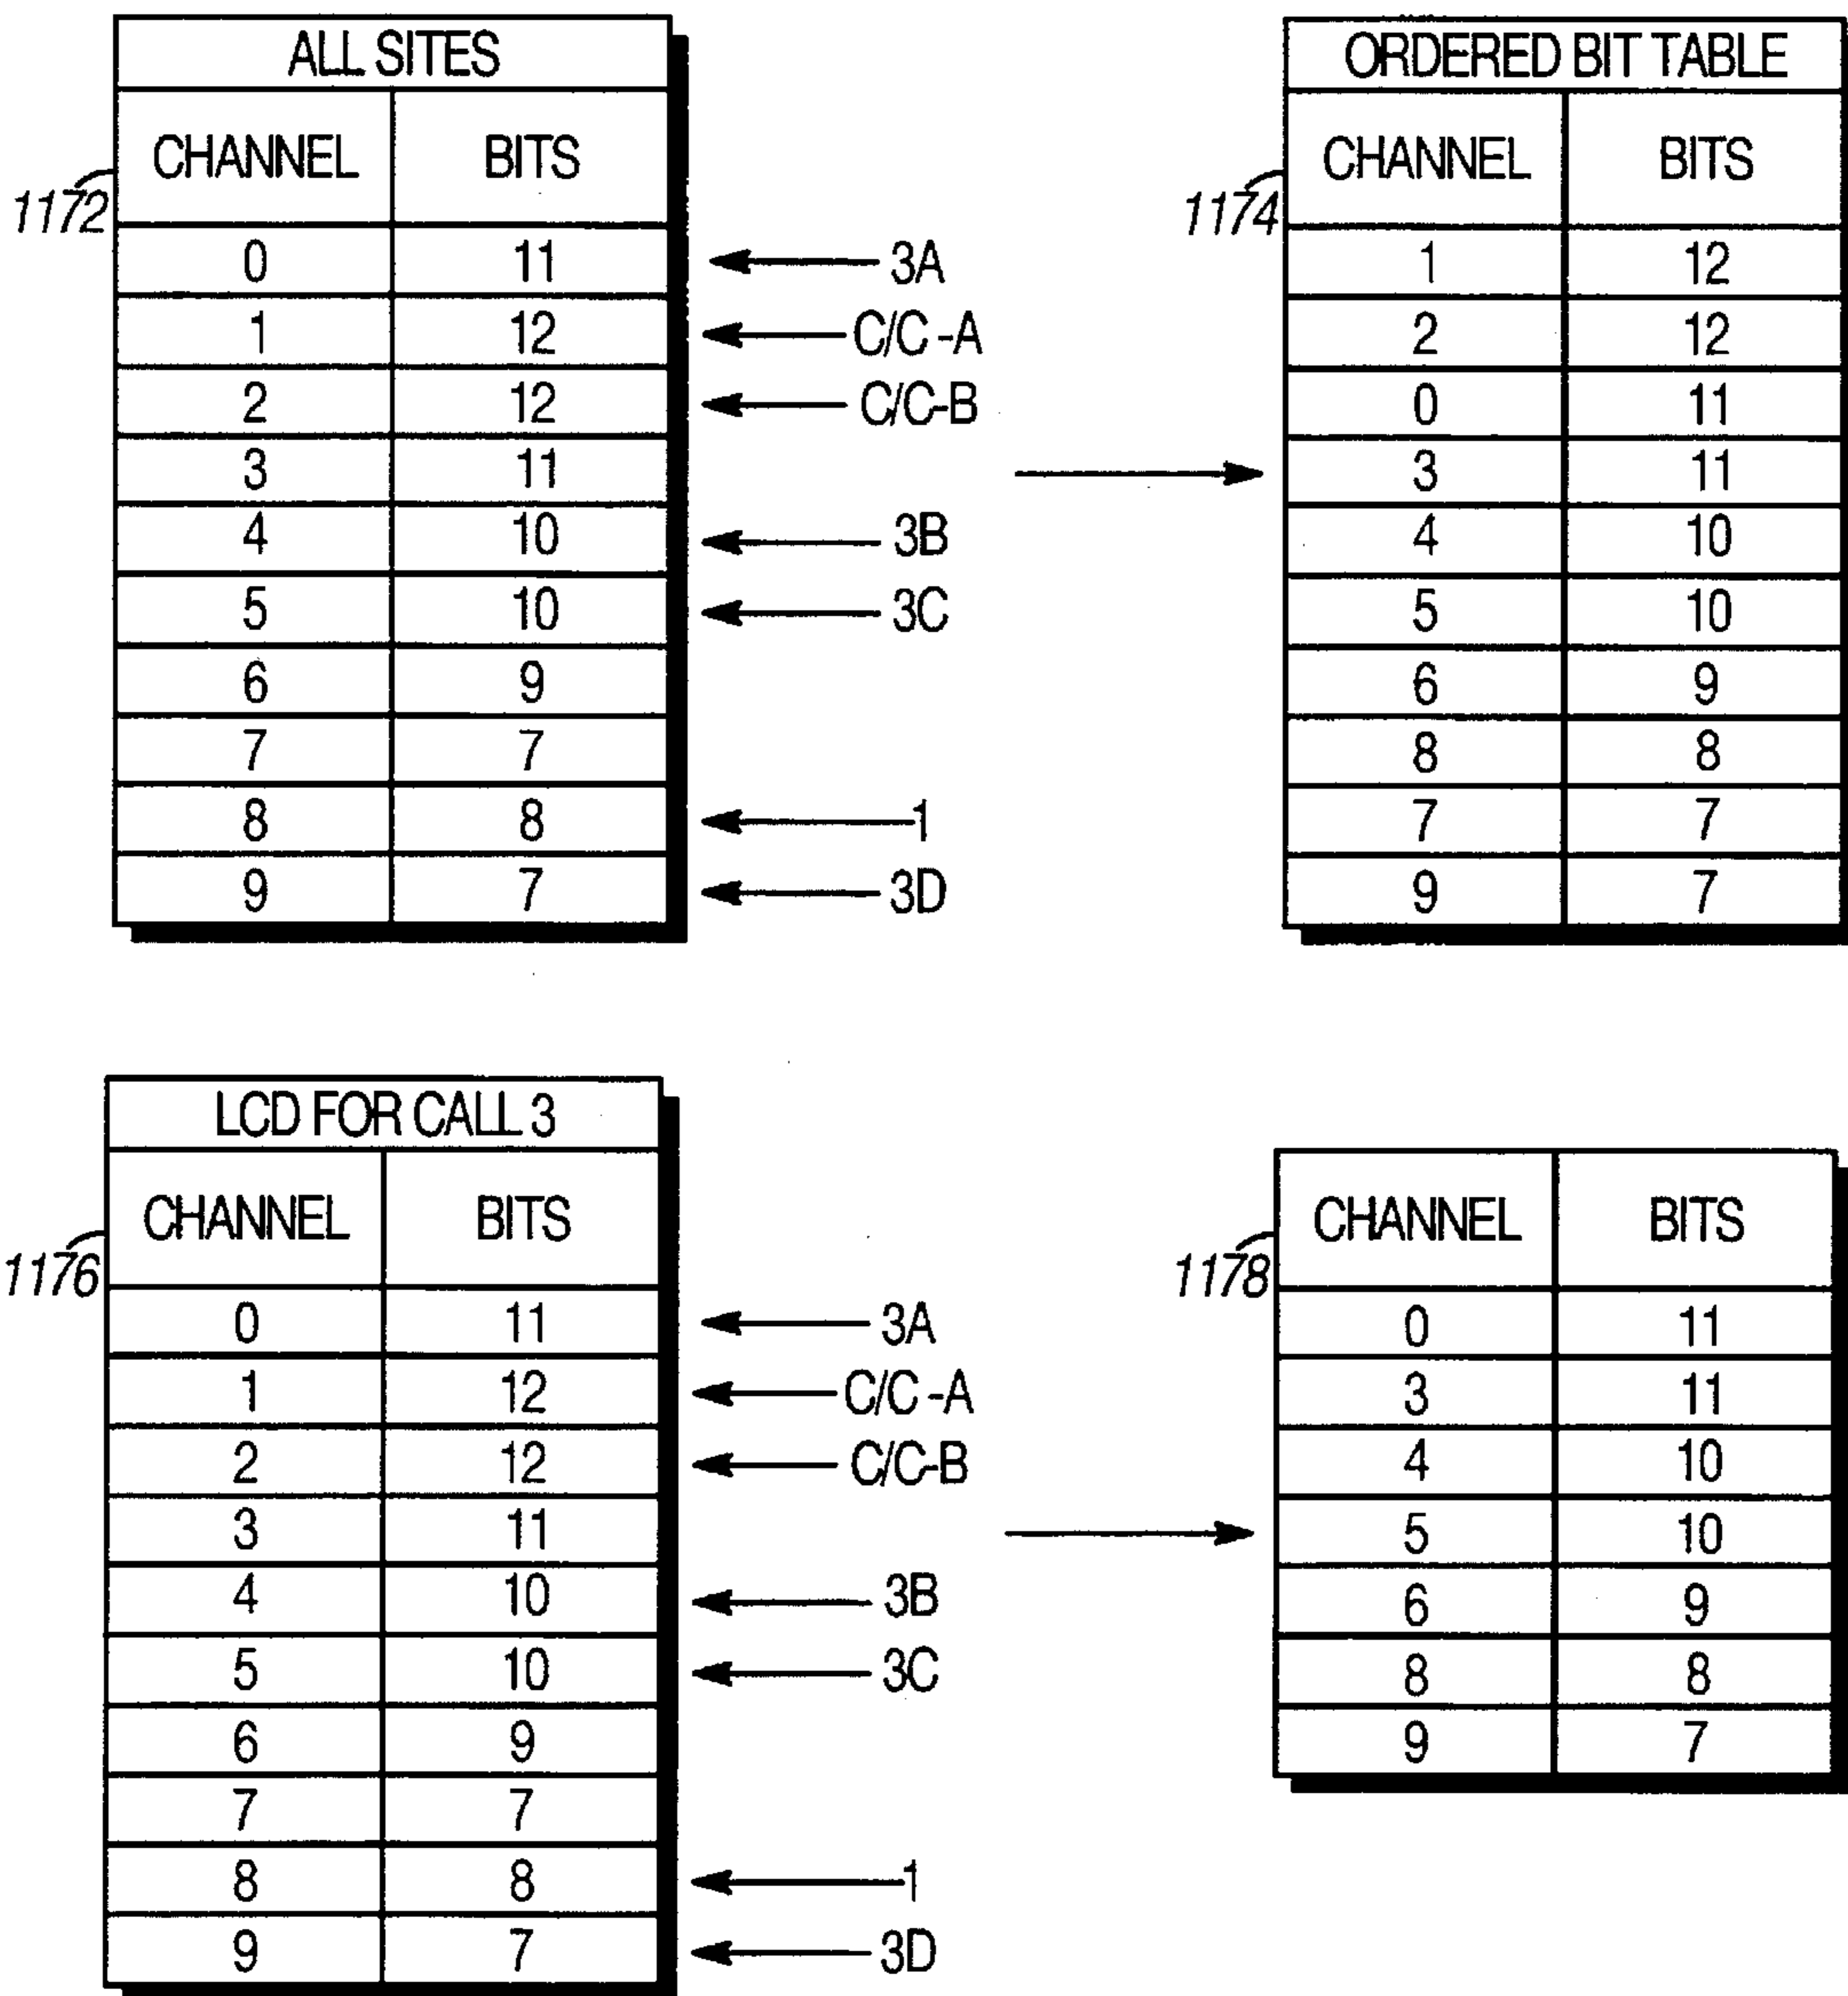 ALL SITES
CHANNEL BITS
1172
0 11 3A
1 12 C/C-A
2 12 C/C-B
3 11
4 10 3B
5 10 3C
6 9
7 7
8 8 1
9 7 3D
ORDERED BIT TABLE
CHANNEL BITS
1174
1 12
2 12
0 11
3 11
4 10
5 10
6 9
8 8
7 7
9 7
LCD FOR CALL 3
CHANNEL BITS
1176
0 11 3A
1 12 C/C-A
2 12 C/C-B
3 11
4 10 3B
5 10 3C
6 9
7 7
8 8 1
9 7 3D
CHANNEL BITS
1178
0 11
3 11
4 10
5 10
6 9
8 8
9 7